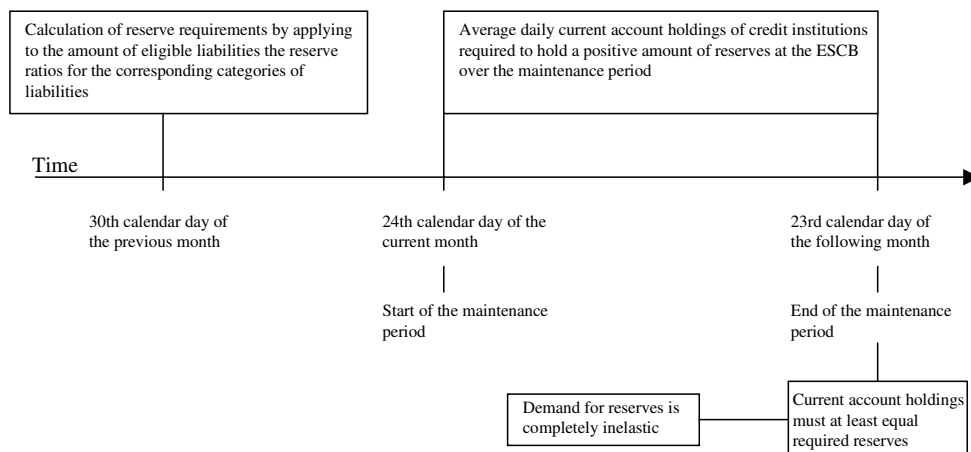 Calculation of reserve requirements by applying
to the amount of eligible liabilities the reserve
ratios for the corresponding categories of
liabilities
Average daily current account holdings of credit institutions
required to hold a positive amount of reserves at the ESCB
over the maintenance period
Time
30th calendar day of
the previous month
24th calendar day of the
current month
23rd calendar day of
the following month
Start of the maintenance
period
End of the maintenance
period
Demand for reserves is
completely inelastic
Current account holdings
must at least equal
required reserves